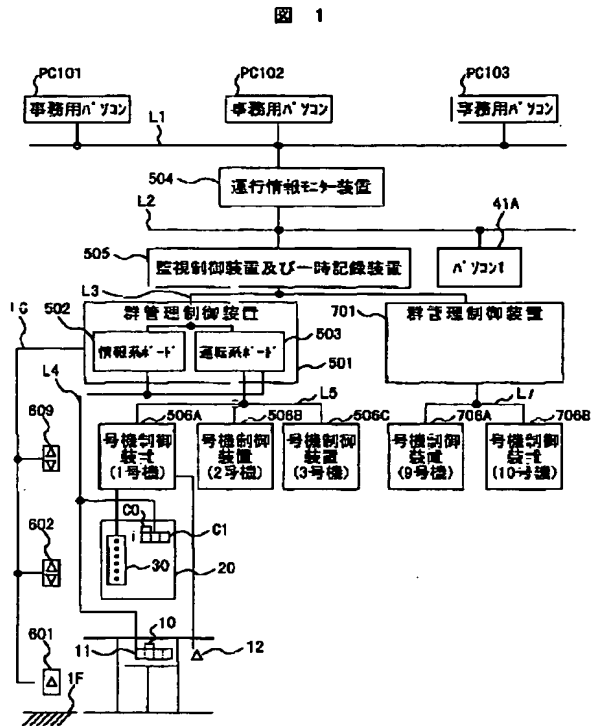 図 1
PC101
PC102
PC103
事務用パソコン
事務用パソコン
事務用パソコン
L1
504
運行情報モニター装置
L2
505
41A
監視制御装置及び一時記録装置
パソコン1
L3
502
群管理制御装置
503
701
群管理制御装置
情報系ボード
運転系ボード
501
L6
L4
L5
L7
506A
506B
506C
706A
706B
号機制御装置(1号機)
号機制御装置(2号機)
号機制御装置(3号機)
号機制御装置(9号機)
号機制御装置(10号機)
609
C0
C1
i
30
20
602
10
11
12
601
1F